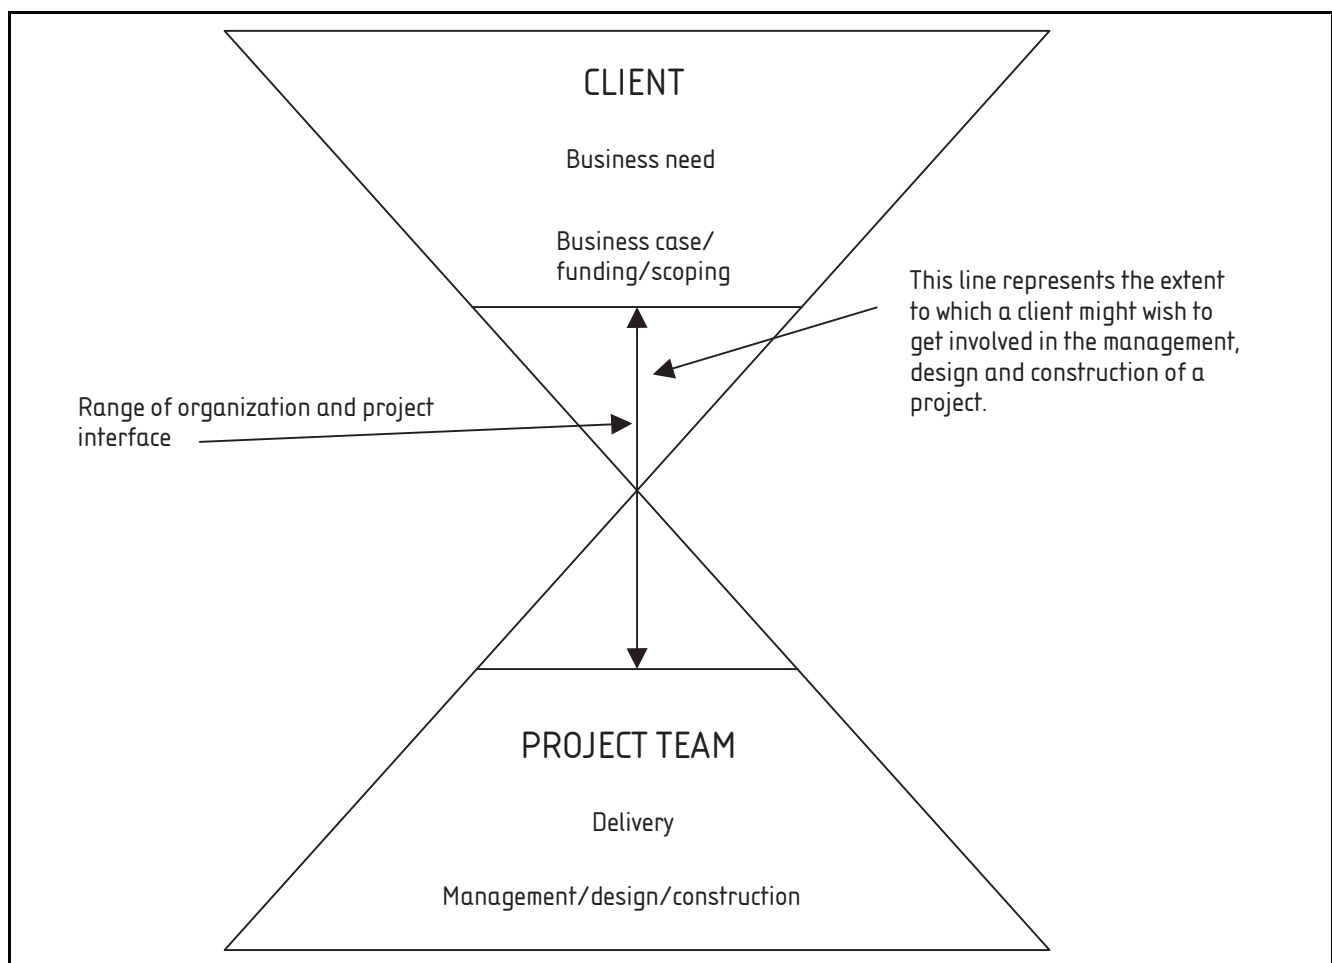 CLIENT
Business need
Business case/
funding/scoping
This line represents the extent
to which a client might wish to
get involved in the management,
design and construction of a
project.
Range of organization and project
interface
PROJECT TEAM
Delivery
Management/design/construction